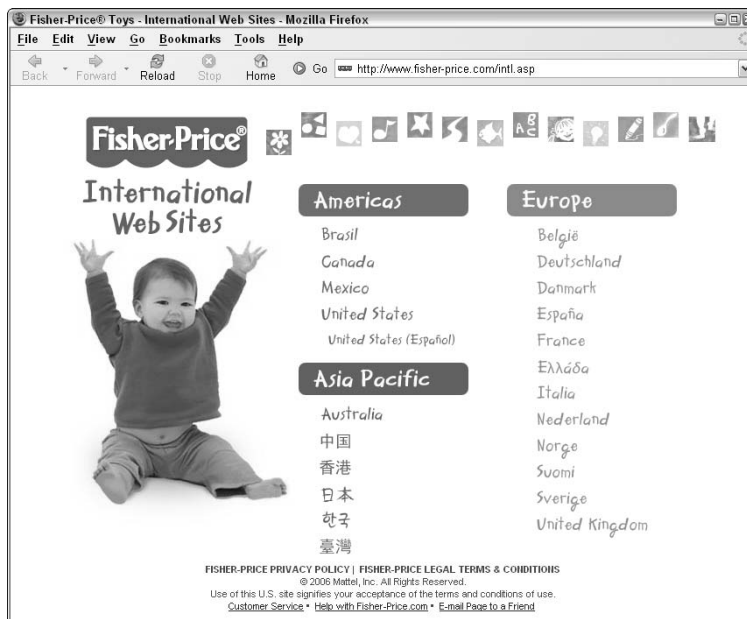 Fisher-Price® Toys - International Web Sites - Mozilla Firefox
File Edit View Go Bookmarks Tools Help
Back Forward Reload Stop Home Go http://www.fisher-price.com/intl.asp
Fisher-Price®
International
Web Sites
A B C
Americas
Brasil
Canada
Mexico
United States
United States (Español)
Asia Pacific
Australia
中国
香港
日本
한국
臺灣
Europe
België
Deutschland
Danmark
España
France
Ελλάδα
Italia
Nederland
Norge
Suomi
Sverige
United Kingdom
FISHER-PRICE PRIVACY POLICY | FISHER-PRICE LEGAL TERMS & CONDITIONS
© 2006 Mattel, Inc. All Rights Reserved.
Use of this U.S. site signifies your acceptance of the terms and conditions of use.
Customer Service • Help with Fisher-Price.com • E-mail Page to a Friend